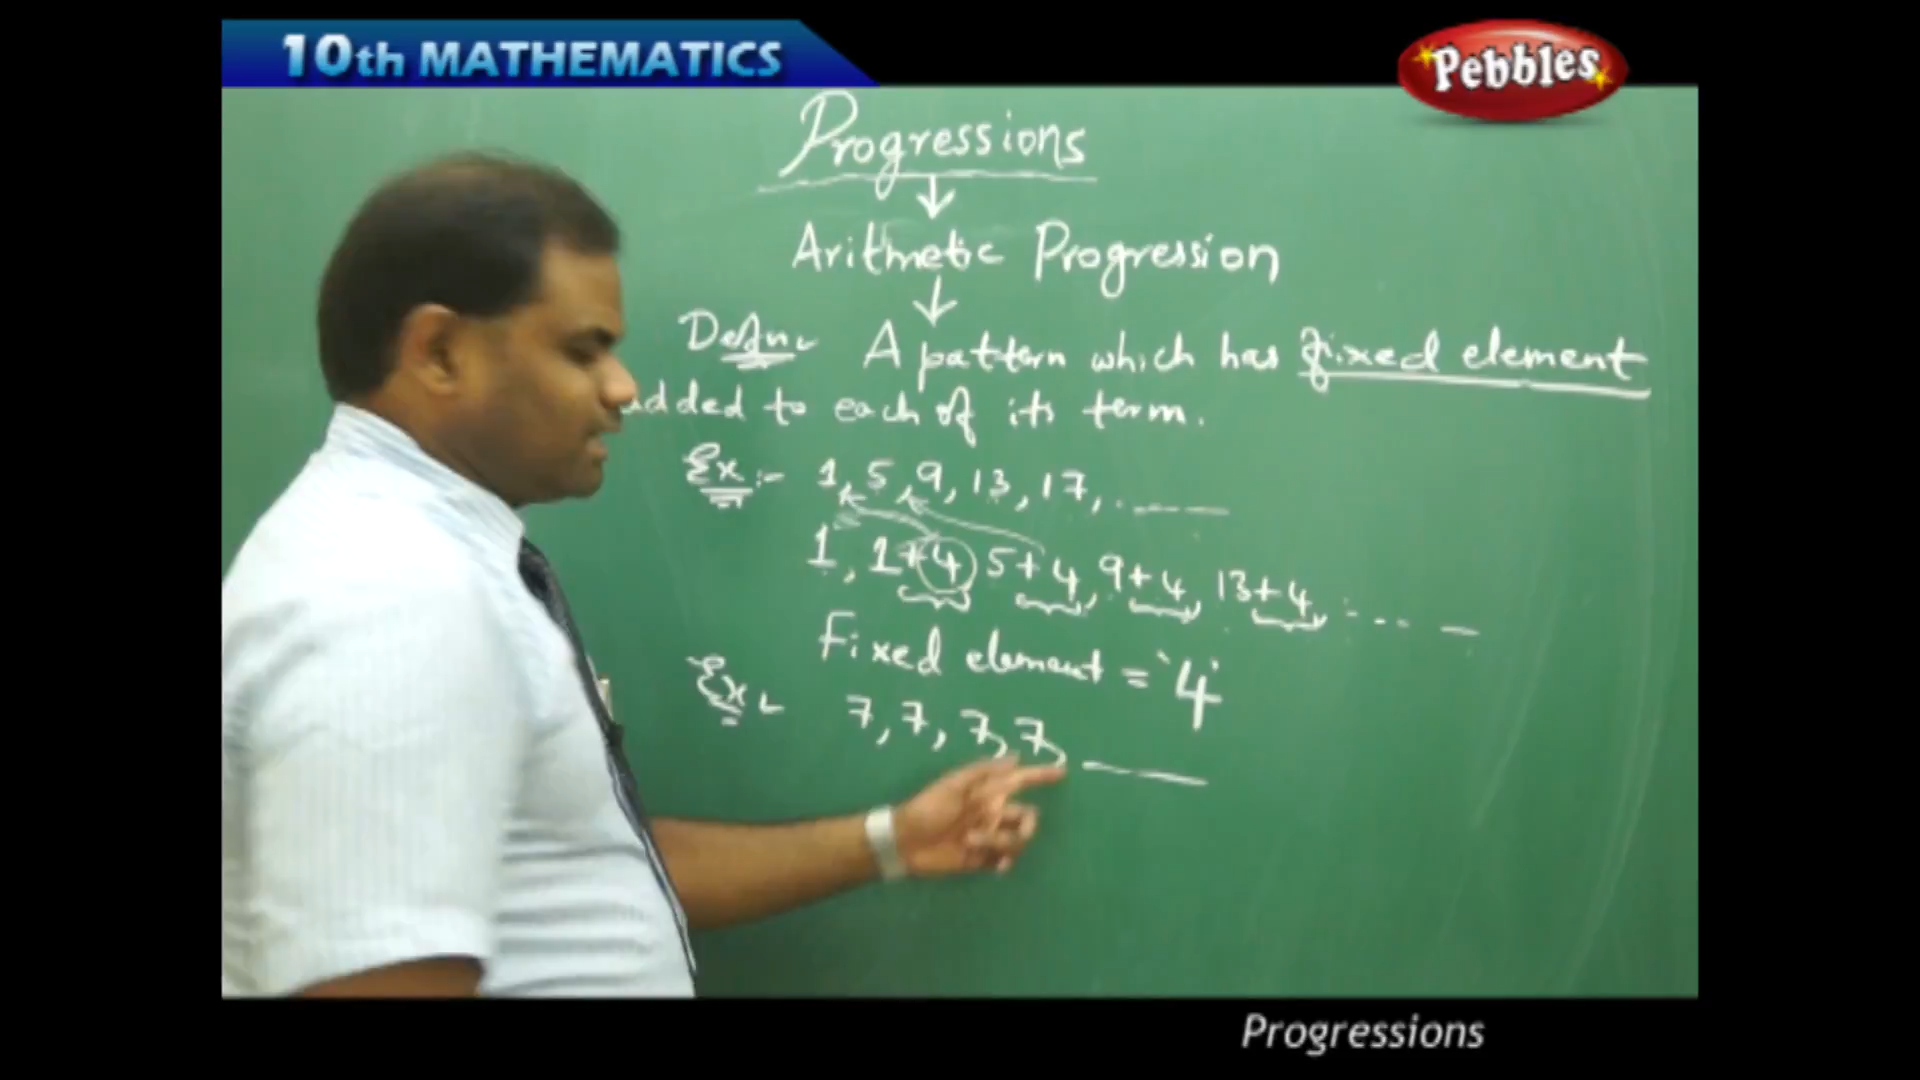 10th MATHEMATICS
Pebbles
Progressions
Arithmetic Progression
Defn:- A pattern which has fixed element
added to each of its term.
Ex:- 1, 5, 9, 13, 17, . ———
1, 1+4, 5+4, 9+4, 13+4, .... —
Fixed element = '4'
Ex:- 7, 7, 7, 7, ———
Progressions